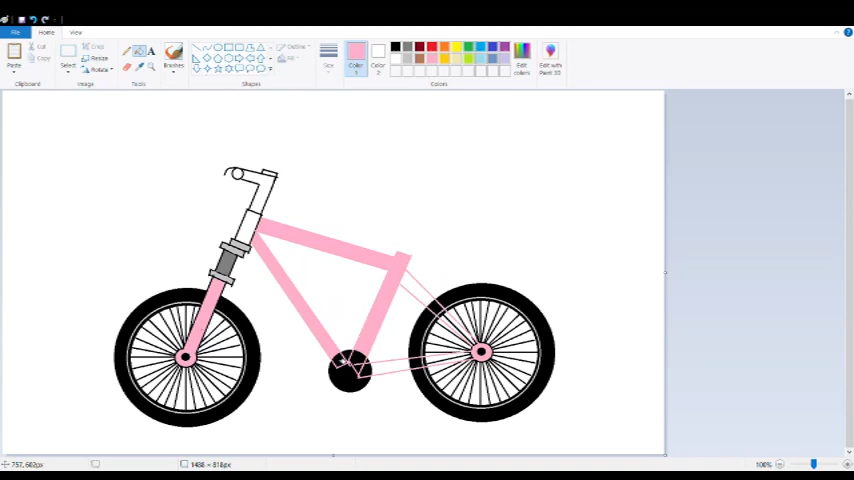 File Home View
Paste
Cut
Copy
Clipboard
Select
Crop
Resize
Rotate
Image
A
Tools
Brushes
Outline
Fill
Shapes
Size
Color 1
Color 2
Edit colors
Colors
Edit with Paint 3D
757, 602px
1488 × 818px
100%